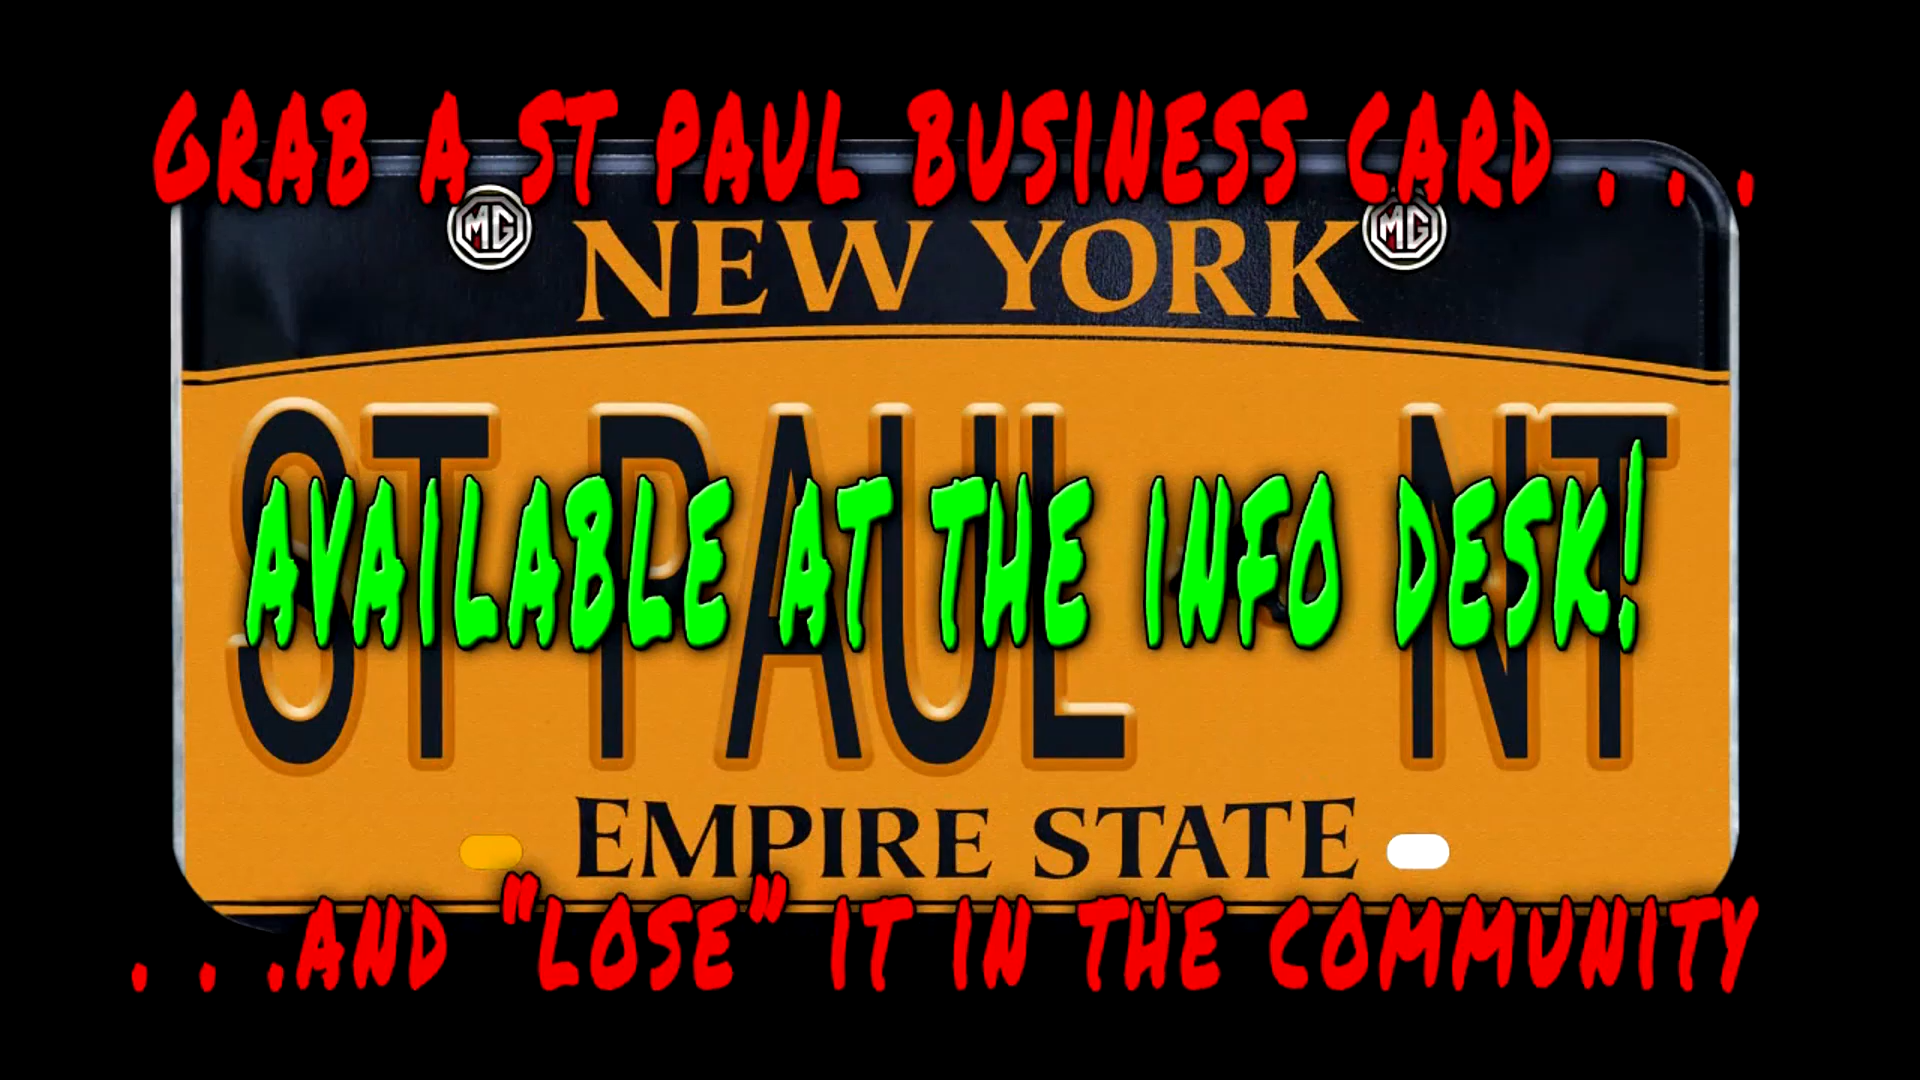 GRAB A ST PAUL BUSINESS CARD . . .
MG MG
NEW YORK
ST PAUL NT
AVAILABLE AT THE INFO DESK!
EMPIRE STATE
. . .AND "LOSE" IT IN THE COMMUNITY